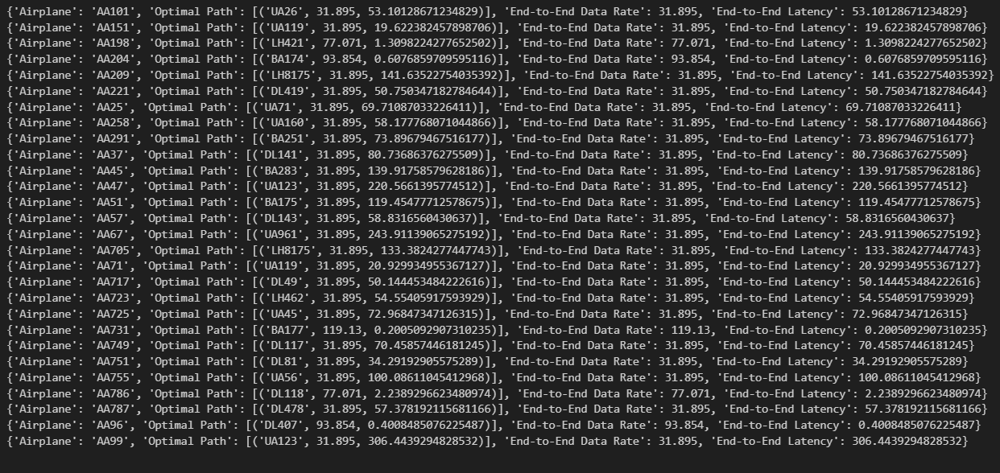 {'Airplane': 'AA101', 'Optimal Path': [('UA26', 31.895, 53.10128671234829)], 'End-to-End Data Rate': 31.895, 'End-to-End Latency': 53.10128671234829}
{'Airplane': 'AA151', 'Optimal Path': [('UA119', 31.895, 19.622382457898706)], 'End-to-End Data Rate': 31.895, 'End-to-End Latency': 19.622382457898706}
{'Airplane': 'AA198', 'Optimal Path': [('LH421', 77.071, 1.3098224277652502)], 'End-to-End Data Rate': 77.071, 'End-to-End Latency': 1.3098224277652502}
{'Airplane': 'AA204', 'Optimal Path': [('BA174', 93.854, 0.6076859709595116)], 'End-to-End Data Rate': 93.854, 'End-to-End Latency': 0.6076859709595116}
{'Airplane': 'AA209', 'Optimal Path': [('LH8175', 31.895, 141.63522754035392)], 'End-to-End Data Rate': 31.895, 'End-to-End Latency': 141.63522754035392}
{'Airplane': 'AA221', 'Optimal Path': [('DL419', 31.895, 50.750347182784644)], 'End-to-End Data Rate': 31.895, 'End-to-End Latency': 50.750347182784644}
{'Airplane': 'AA25', 'Optimal Path': [('UA71', 31.895, 69.71087033226411)], 'End-to-End Data Rate': 31.895, 'End-to-End Latency': 69.71087033226411}
{'Airplane': 'AA258', 'Optimal Path': [('UA160', 31.895, 58.177768071044866)], 'End-to-End Data Rate': 31.895, 'End-to-End Latency': 58.177768071044866}
{'Airplane': 'AA291', 'Optimal Path': [('BA251', 31.895, 73.89679467516177)], 'End-to-End Data Rate': 31.895, 'End-to-End Latency': 73.89679467516177}
{'Airplane': 'AA37', 'Optimal Path': [('DL141', 31.895, 80.73686376275509)], 'End-to-End Data Rate': 31.895, 'End-to-End Latency': 80.73686376275509}
{'Airplane': 'AA45', 'Optimal Path': [('BA283', 31.895, 139.91758579628186)], 'End-to-End Data Rate': 31.895, 'End-to-End Latency': 139.91758579628186}
{'Airplane': 'AA47', 'Optimal Path': [('UA123', 31.895, 220.5661395774512)], 'End-to-End Data Rate': 31.895, 'End-to-End Latency': 220.5661395774512}
{'Airplane': 'AA51', 'Optimal Path': [('BA175', 31.895, 119.45477712578675)], 'End-to-End Data Rate': 31.895, 'End-to-End Latency': 119.45477712578675}
{'Airplane': 'AA57', 'Optimal Path': [('DL143', 31.895, 58.8316560430637)], 'End-to-End Data Rate': 31.895, 'End-to-End Latency': 58.8316560430637}
{'Airplane': 'AA67', 'Optimal Path': [('UA961', 31.895, 243.91139065275192)], 'End-to-End Data Rate': 31.895, 'End-to-End Latency': 243.91139065275192}
{'Airplane': 'AA705', 'Optimal Path': [('LH8175', 31.895, 133.3824277447743)], 'End-to-End Data Rate': 31.895, 'End-to-End Latency': 133.3824277447743}
{'Airplane': 'AA71', 'Optimal Path': [('UA119', 31.895, 20.929934955367127)], 'End-to-End Data Rate': 31.895, 'End-to-End Latency': 20.929934955367127}
{'Airplane': 'AA717', 'Optimal Path': [('DL49', 31.895, 50.144453484222616)], 'End-to-End Data Rate': 31.895, 'End-to-End Latency': 50.144453484222616}
{'Airplane': 'AA723', 'Optimal Path': [('LH462', 31.895, 54.55405917593929)], 'End-to-End Data Rate': 31.895, 'End-to-End Latency': 54.55405917593929}
{'Airplane': 'AA725', 'Optimal Path': [('UA45', 31.895, 72.96847347126315)], 'End-to-End Data Rate': 31.895, 'End-to-End Latency': 72.96847347126315}
{'Airplane': 'AA731', 'Optimal Path': [('BA177', 119.13, 0.2005092907310235)], 'End-to-End Data Rate': 119.13, 'End-to-End Latency': 0.2005092907310235}
{'Airplane': 'AA749', 'Optimal Path': [('DL117', 31.895, 70.45857446181245)], 'End-to-End Data Rate': 31.895, 'End-to-End Latency': 70.45857446181245}
{'Airplane': 'AA751', 'Optimal Path': [('DL81', 31.895, 34.29192905575289)], 'End-to-End Data Rate': 31.895, 'End-to-End Latency': 34.29192905575289}
{'Airplane': 'AA755', 'Optimal Path': [('UA56', 31.895, 100.08611045412968)], 'End-to-End Data Rate': 31.895, 'End-to-End Latency': 100.08611045412968}
{'Airplane': 'AA786', 'Optimal Path': [('DL118', 77.071, 2.2389296623480974)], 'End-to-End Data Rate': 77.071, 'End-to-End Latency': 2.2389296623480974}
{'Airplane': 'AA787', 'Optimal Path': [('DL478', 31.895, 57.378192115681166)], 'End-to-End Data Rate': 31.895, 'End-to-End Latency': 57.378192115681166}
{'Airplane': 'AA96', 'Optimal Path': [('DL407', 93.854, 0.4008485076225487)], 'End-to-End Data Rate': 93.854, 'End-to-End Latency': 0.4008485076225487}
{'Airplane': 'AA99', 'Optimal Path': [('UA123', 31.895, 306.4439294828532)], 'End-to-End Data Rate': 31.895, 'End-to-End Latency': 306.4439294828532}